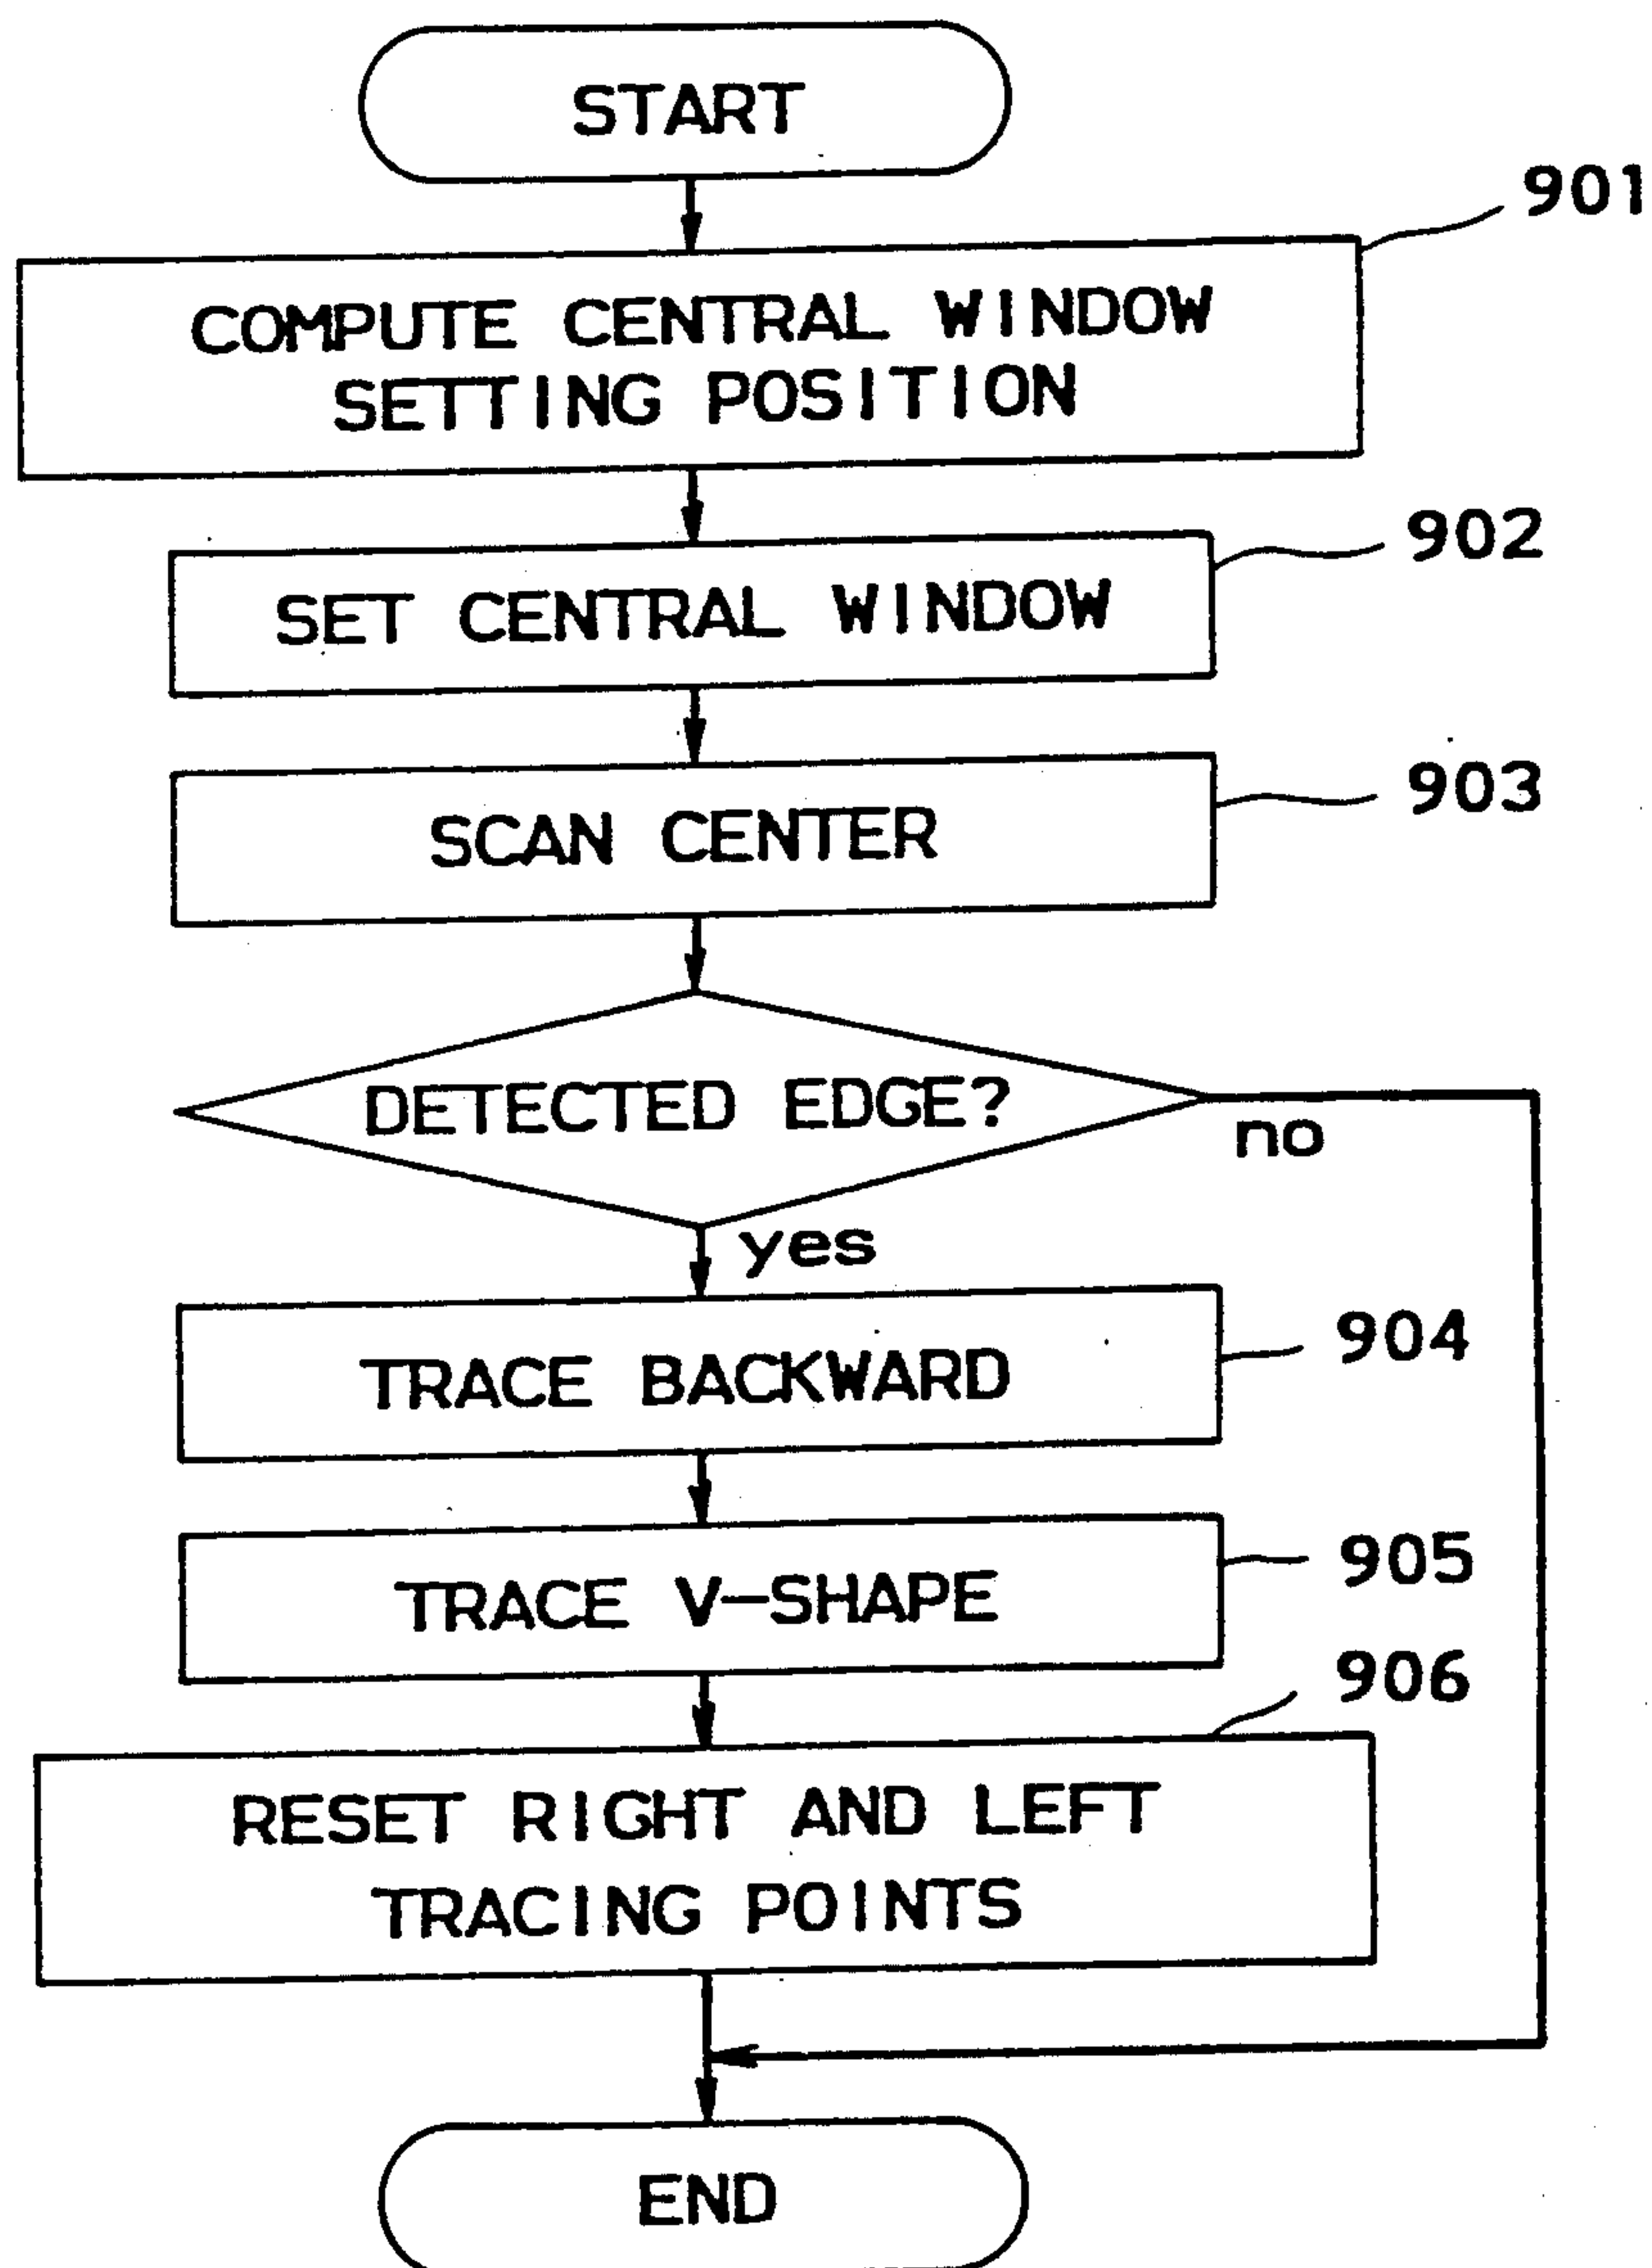 START
901
COMPUTE CENTRAL WINDOW
SETTING POSITION
902
SET CENTRAL WINDOW
903
SCAN CENTER
DETECTED EDGE?
no
yes
904
TRACE BACKWARD
905
TRACE V-SHAPE
906
RESET RIGHT AND LEFT
TRACING POINTS
END